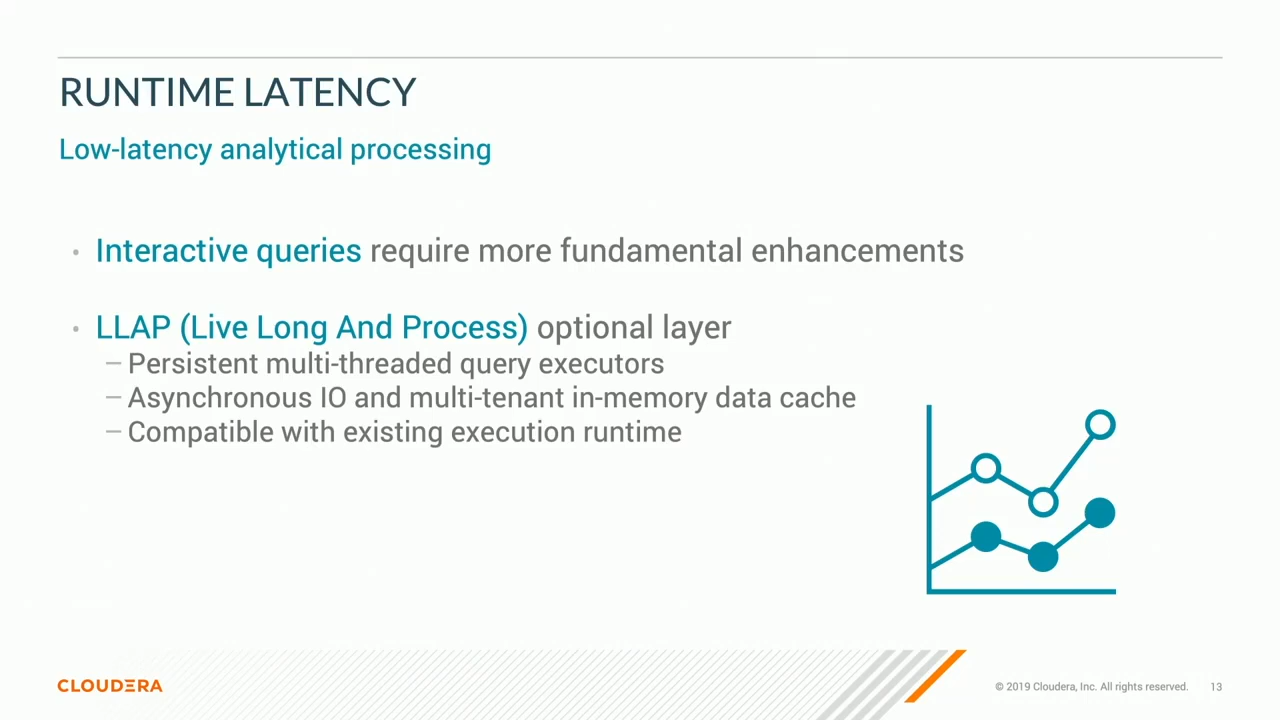 RUNTIME LATENCY
Low-latency analytical processing
• Interactive queries require more fundamental enhancements
• LLAP (Live Long And Process) optional layer
– Persistent multi-threaded query executors
– Asynchronous IO and multi-tenant in-memory data cache
– Compatible with existing execution runtime
CLOUDERA
© 2019 Cloudera, Inc. All rights reserved. 13